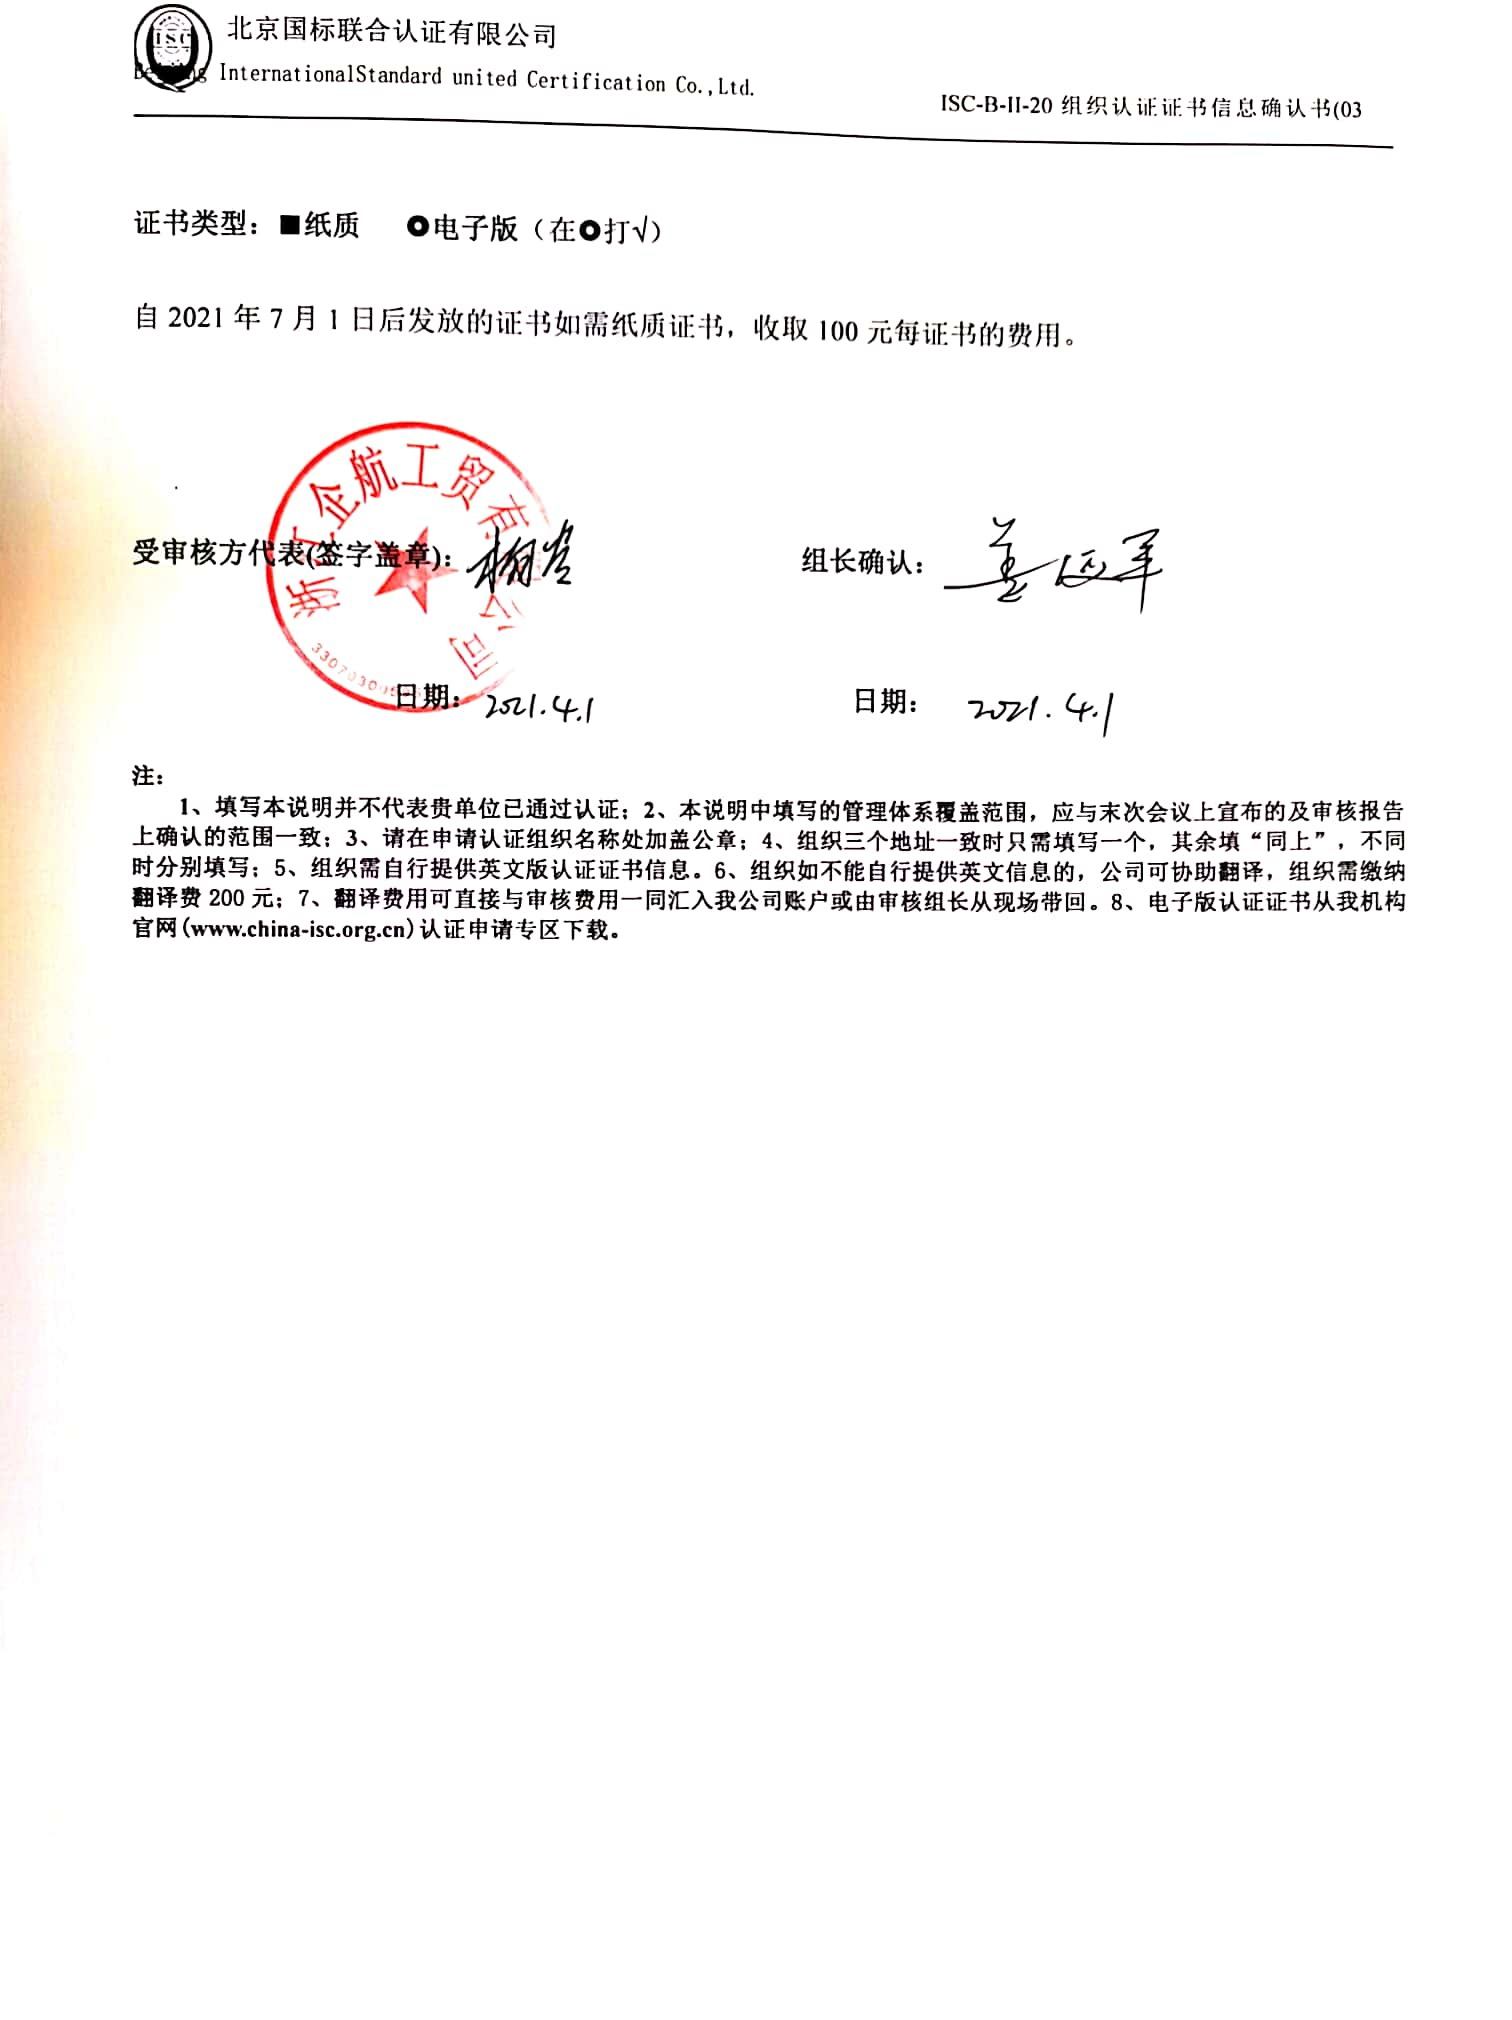 ISC
北京国标联合认证有限公司
Beijing InternationalStandard united Certification Co.,Ltd.
ISC-B-II-20 组织认证证书信息确认书(03
证书类型：■纸质 O电子版（在O打√）
自 2021 年 7 月 1 日后发放的证书如需纸质证书，收取 100 元每证书的费用。
浙江企航工贸有限公司
受审核方代表(签字盖章)：
组长确认：
日期：2021.4.1
日期：2021.4.1
注：
1、填写本说明并不代表贵单位已通过认证；2、本说明中填写的管理体系覆盖范围，应与末次会议上宣布的及审核报告
上确认的范围一致；3、请在申请认证组织名称处加盖公章；4、组织三个地址一致时只需填写一个，其余填“同上”，不同
时分别填写；5、组织需自行提供英文版认证证书信息。6、组织如不能自行提供英文信息的，公司可协助翻译，组织需缴纳
翻译费 200 元；7、翻译费用可直接与审核费用一同汇入我公司账户或由审核组长从现场带回。8、电子版认证证书从我机构
官网(www.china-isc.org.cn)认证申请专区下载。